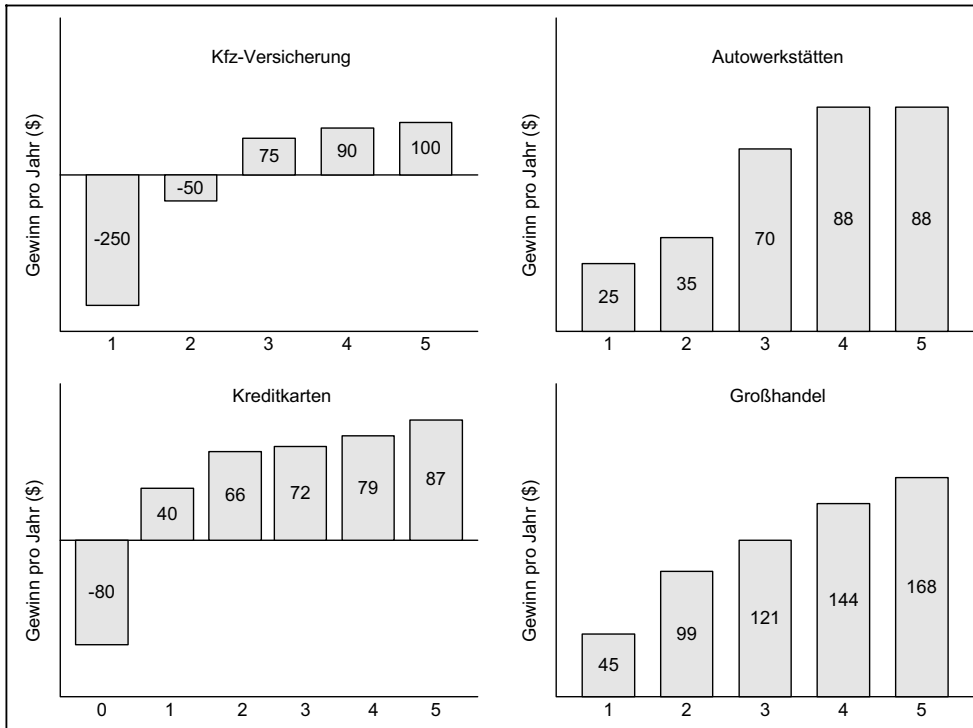 Kfz-Versicherung
Gewinn pro Jahr ($)
-250
-50
75
90
100
1 2 3 4 5
Autowerkstätten
Gewinn pro Jahr ($)
25
35
70
88
88
1 2 3 4 5
Kreditkarten
Gewinn pro Jahr ($)
-80
40
66
72
79
87
0 1 2 3 4 5
Großhandel
Gewinn pro Jahr ($)
45
99
121
144
168
1 2 3 4 5